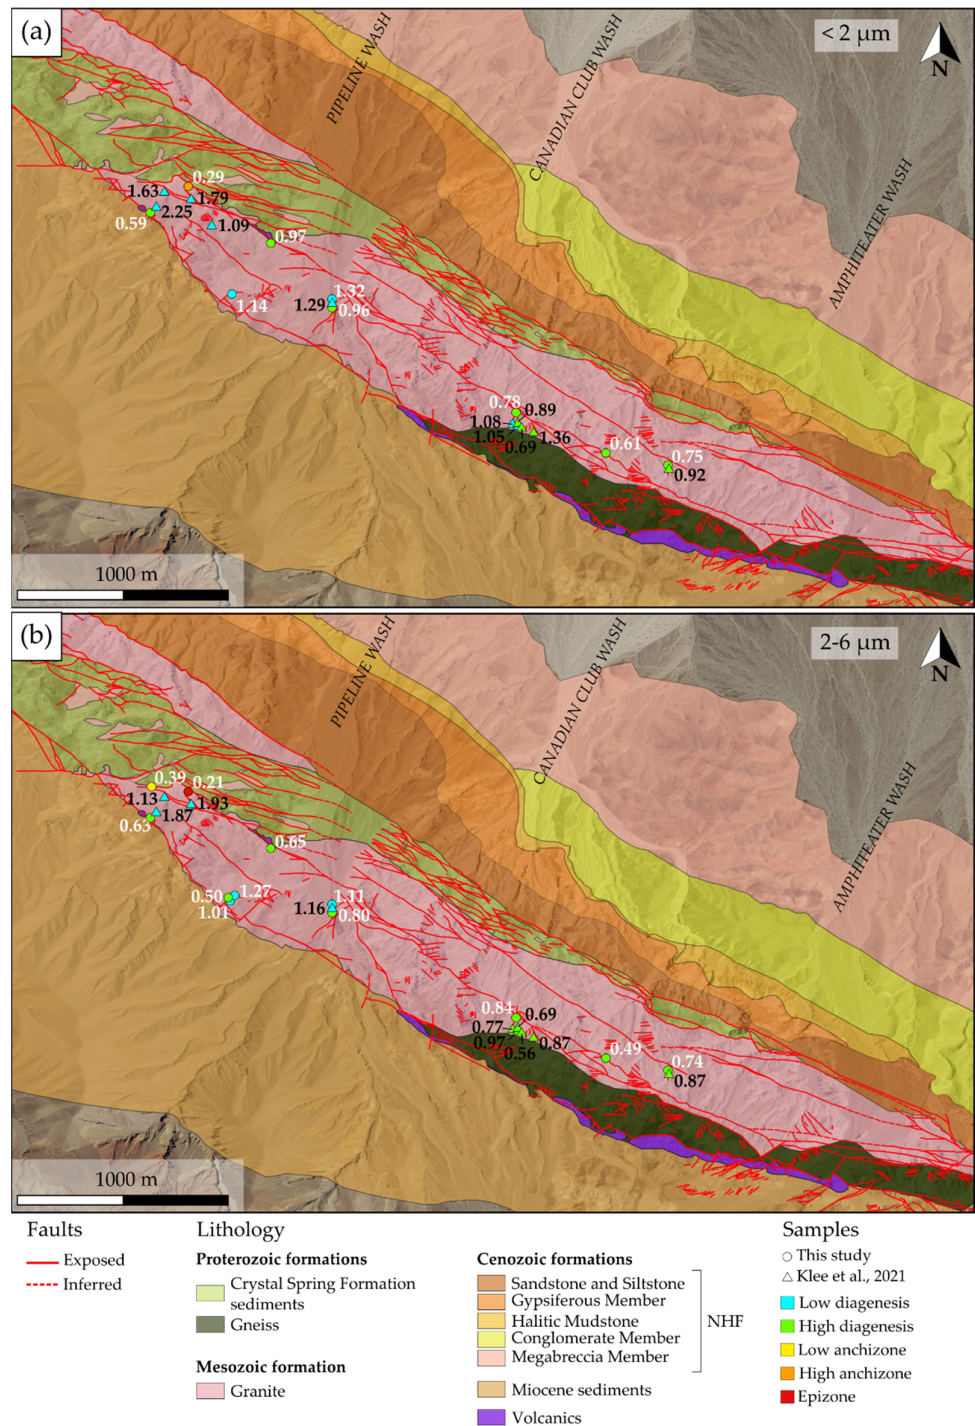 (a)
< 2 µm
N
PIPELINE WASH
CANADIAN CLUB WASH
AMPHITEATER WASH
0.29
1.63
1.79
2.25
0.59
1.09
0.97
1.14
1.32
1.29
0.96
0.78
0.89
1.08
1.05
1.36
0.69
0.61
0.75
0.92
1000 m
(b)
2-6 µm
N
PIPELINE WASH
CANADIAN CLUB WASH
AMPHITEATER WASH
0.39
0.21
1.13
1.93
1.87
0.63
0.65
0.50
1.27
1.01
1.11
1.16
0.80
0.84
0.69
0.77
0.97
0.87
0.56
0.49
0.74
0.87
1000 m
Faults
Exposed
Inferred
Lithology
Proterozoic formations
Crystal Spring Formation
sediments
Gneiss
Mesozoic formation
Granite
Cenozoic formations
Sandstone and Siltstone
Gypsiferous Member
Halitic Mudstone
Conglomerate Member
Megabreccia Member
NHF
Miocene sediments
Volcanics
Samples
This study
Klee et al., 2021
Low diagenesis
High diagenesis
Low anchizone
High anchizone
Epizone